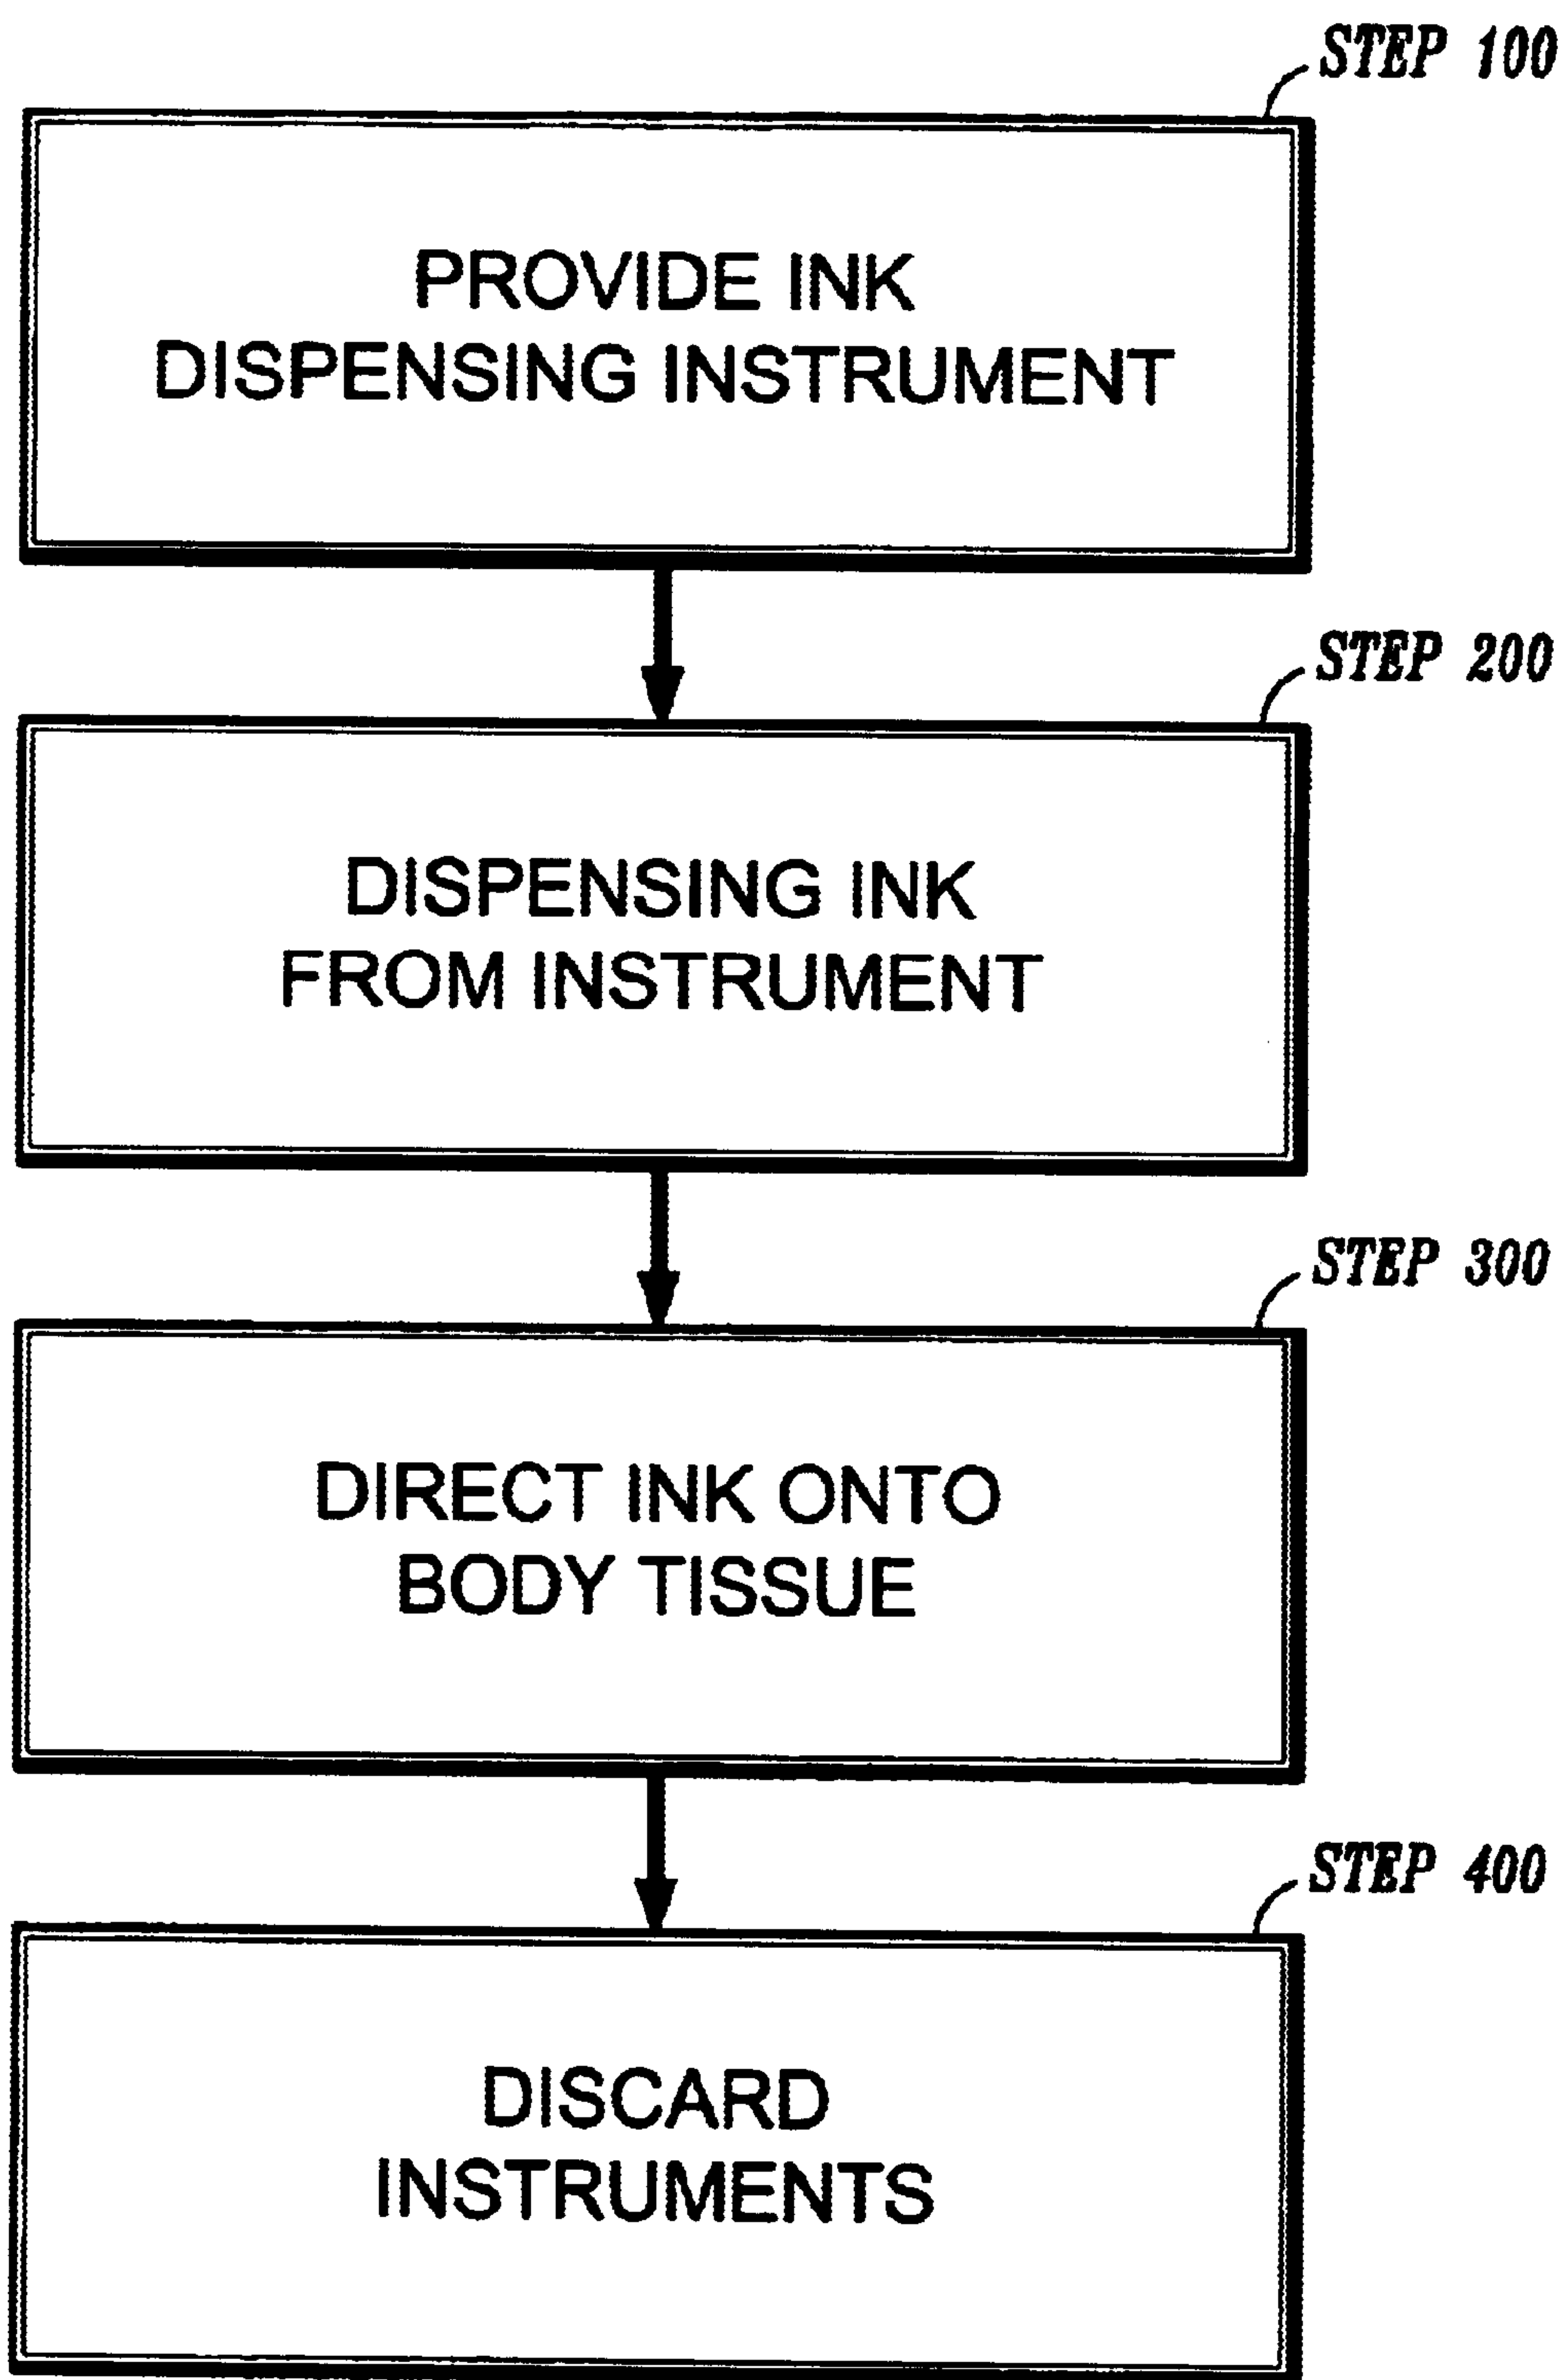 STEP 100
PROVIDE INK
DISPENSING INSTRUMENT
STEP 200
DISPENSING INK
FROM INSTRUMENT
STEP 300
DIRECT INK ONTO
BODY TISSUE
STEP 400
DISCARD
INSTRUMENTS